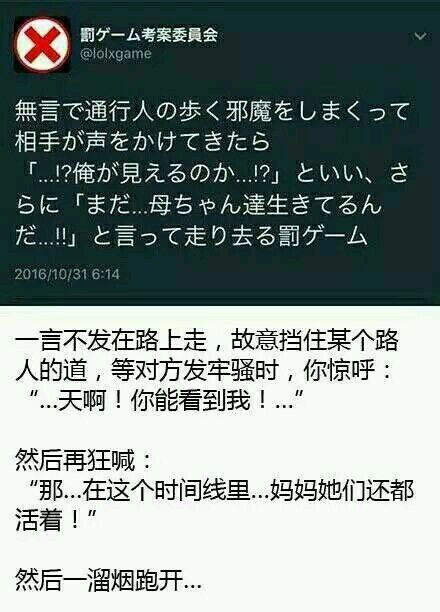 罰ゲーム考案委員会
@lolxgame
無言で通行人の歩く邪魔をしまくって
相手が声をかけてきたら
「...!?俺が見えるのか...!?」といい、さ
らに「まだ...母ちゃん達生きてるん
だ...!!」と言って走り去る罰ゲーム
2016/10/31 6:14
一言不发在路上走，故意挡住某个路
人的道，等对方发牢骚时，你惊呼：
“...天啊！你能看到我！...”
然后再狂喊：
“那...在这个时间线里...妈妈她们还都
活着！”
然后一溜烟跑开...